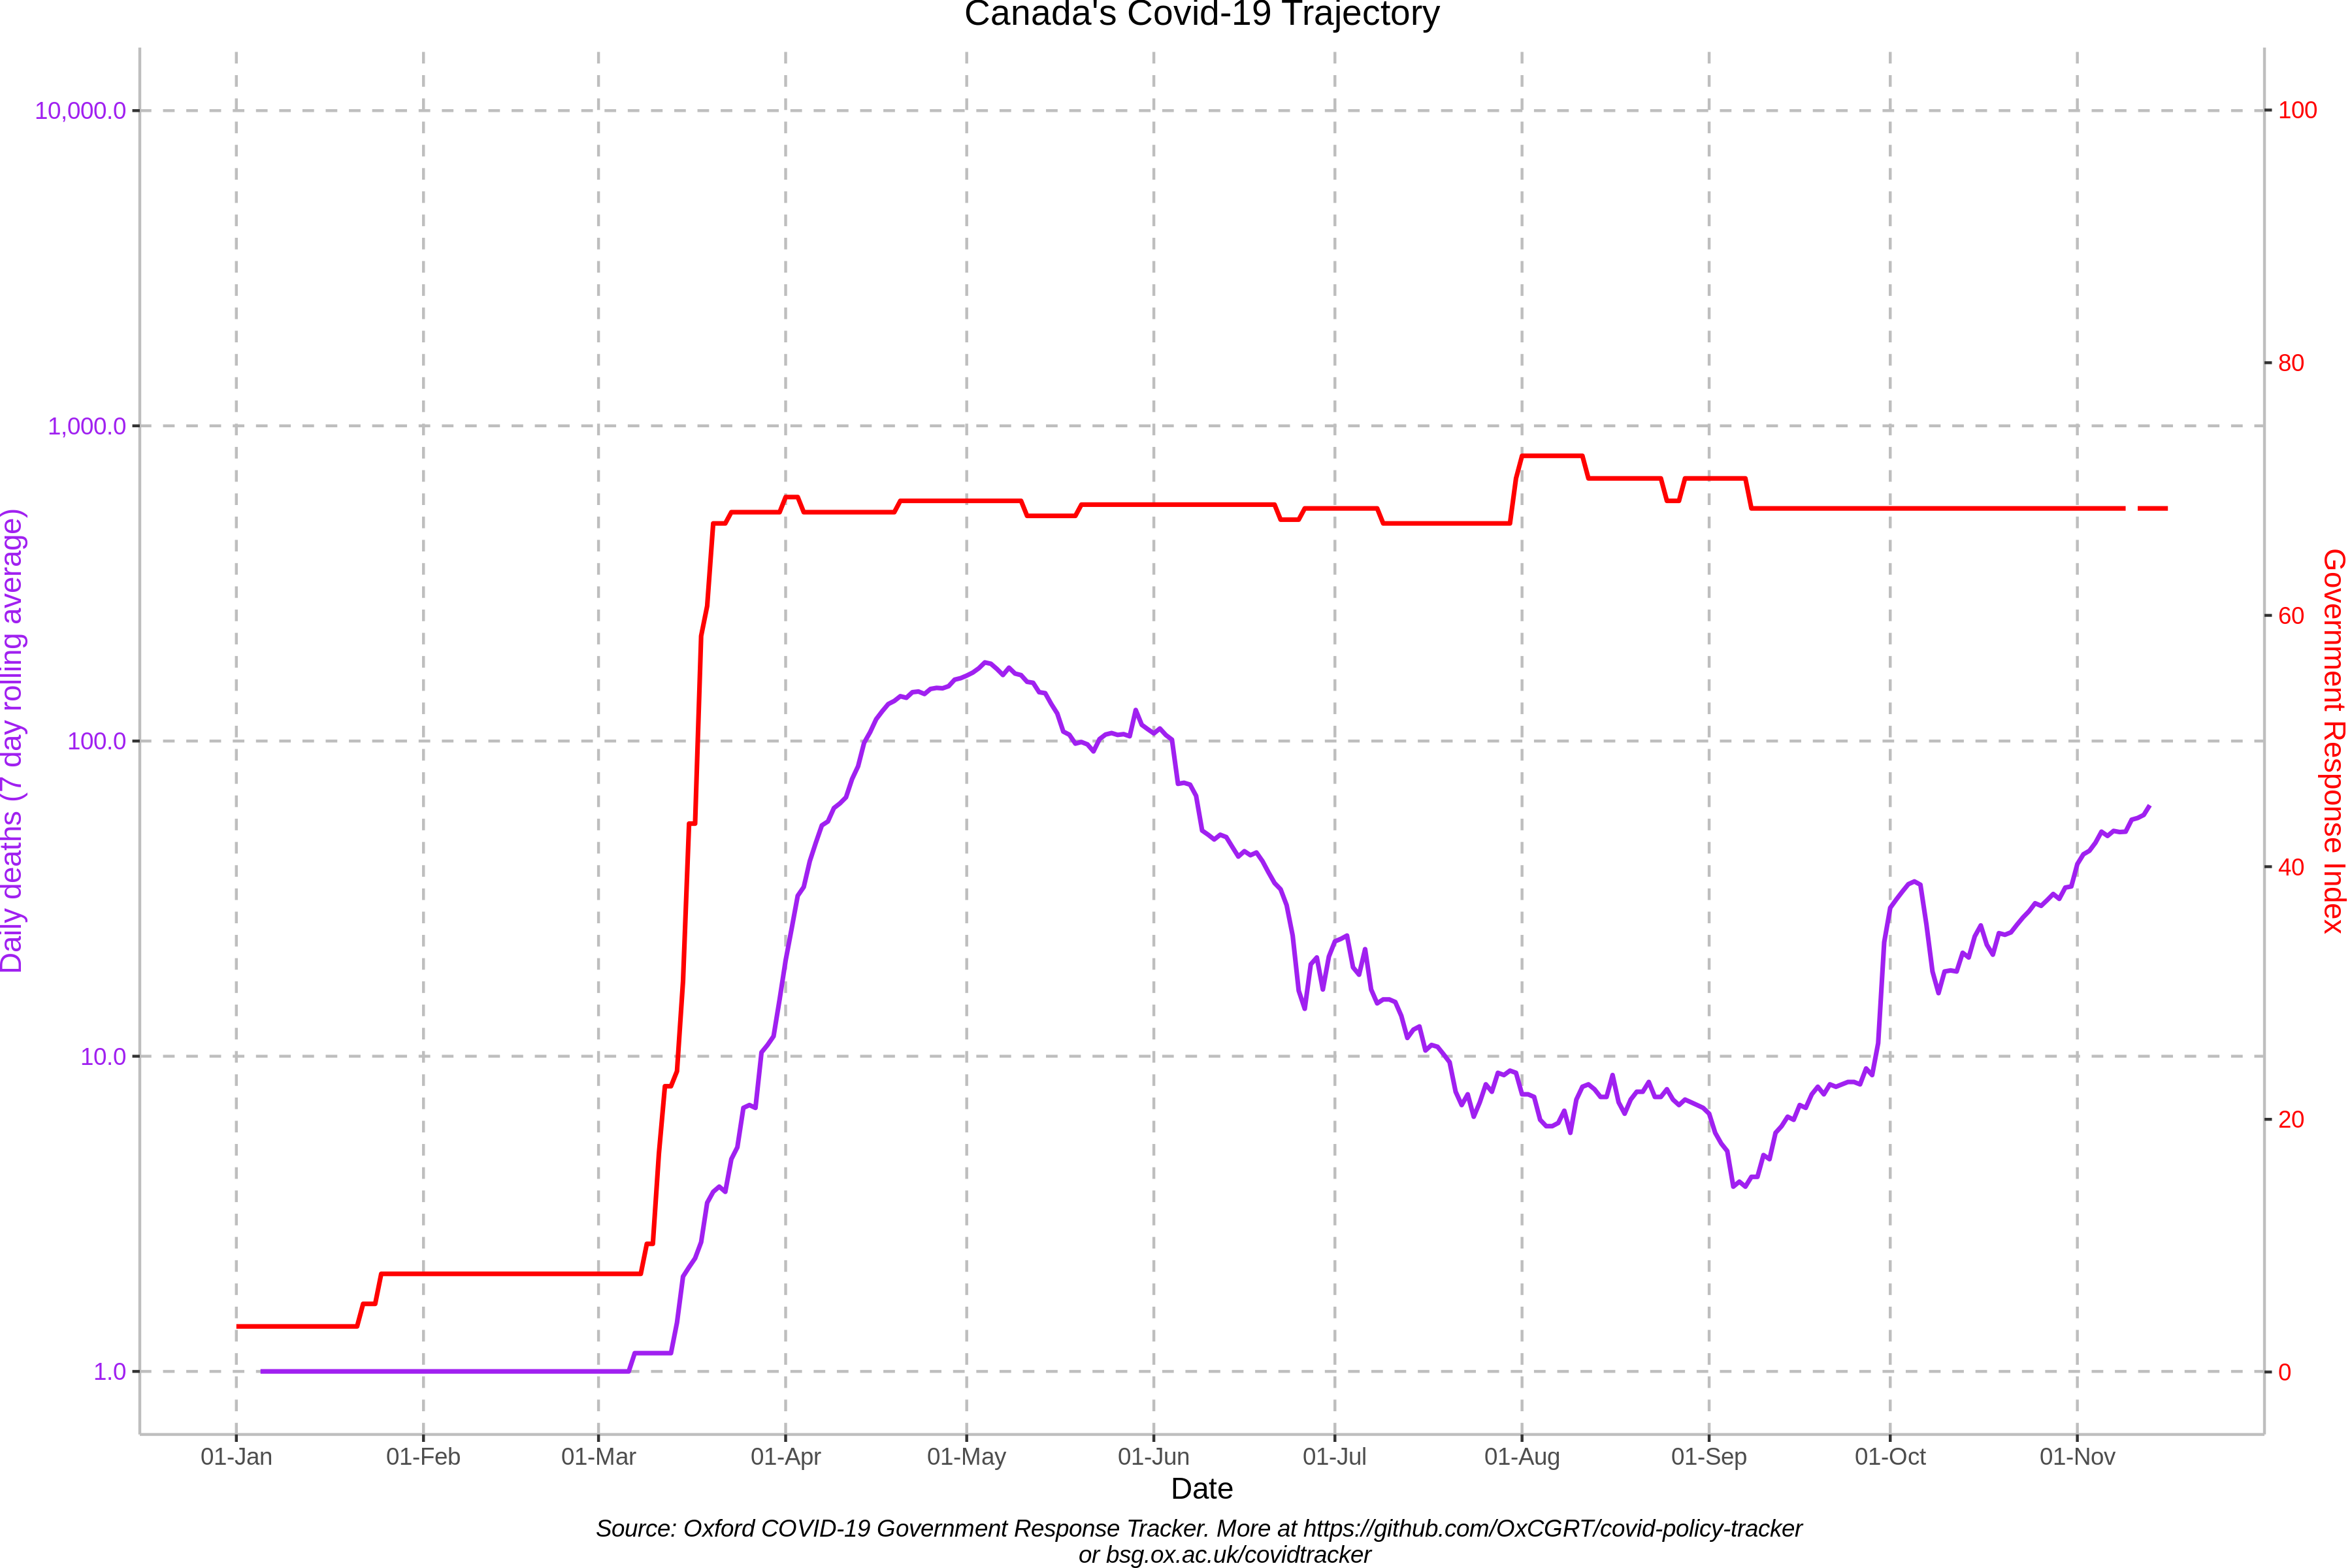 Canada's Covid-19 Trajectory
10,000.0
1,000.0
100.0
10.0
1.0
Daily deaths (7 day rolling average)
100
80
60
40
20
0
Government Response Index
01-Jan
01-Feb
01-Mar
01-Apr
01-May
01-Jun
01-Jul
01-Aug
01-Sep
01-Oct
01-Nov
Date
Source: Oxford COVID-19 Government Response Tracker. More at https://github.com/OxCGRT/covid-policy-tracker
or bsg.ox.ac.uk/covidtracker